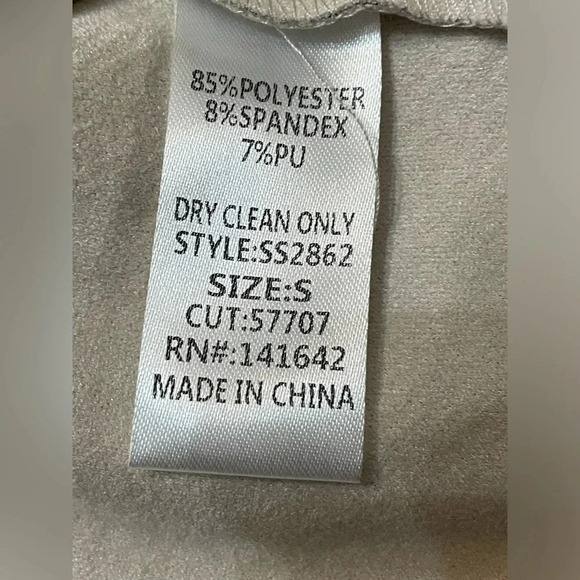 85%POLYESTER
8%SPANDEX
7%PU
DRY CLEAN ONLY
STYLE:SS2862
SIZE:S
CUT:57707
RN#:141642
MADE IN CHINA